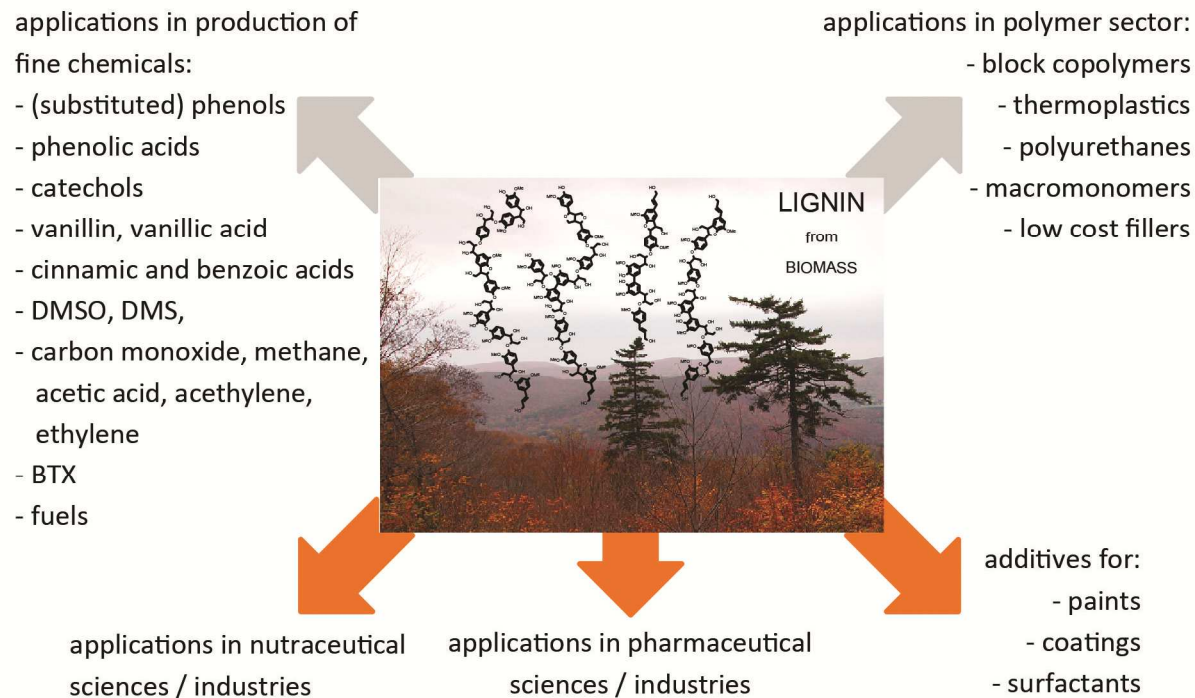 applications in production of
fine chemicals:
- (substituted) phenols
- phenolic acids
- catechols
- vanillin, vanillic acid
- cinnamic and benzoic acids
- DMSO, DMS,
- carbon monoxide, methane,
acetic acid, acethylene,
ethylene
- BTX
- fuels
applications in polymer sector:
- block copolymers
- thermoplastics
- polyurethanes
- macromonomers
- low cost fillers
LIGNIN
from
BIOMASS
applications in nutraceutical
sciences / industries
applications in pharmaceutical
sciences / industries
additives for:
- paints
- coatings
- surfactants